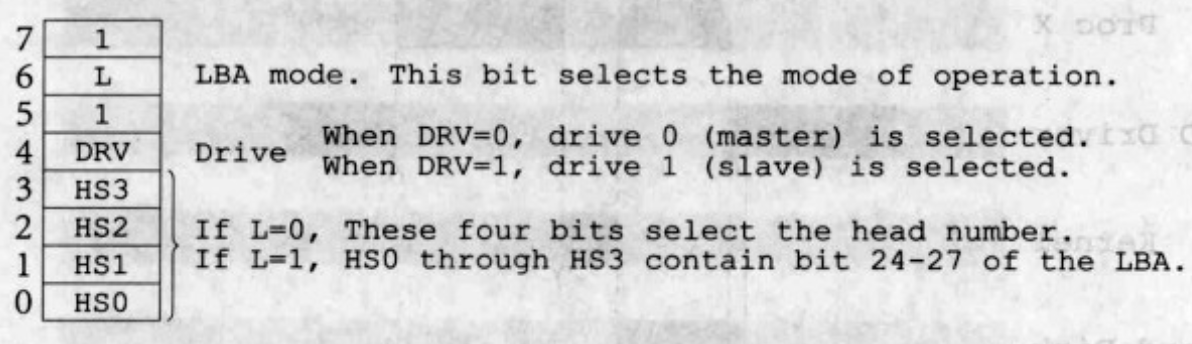 7 1
6 L LBA mode. This bit selects the mode of operation.
5 1
When DRV=0, drive 0 (master) is selected.
4 DRV Drive
When DRV=1, drive 1 (slave) is selected.
3 HS3
2 HS2 If L=0, These four bits select the head number.
1 HS1 If L=1, HS0 through HS3 contain bit 24-27 of the LBA.
0 HS0